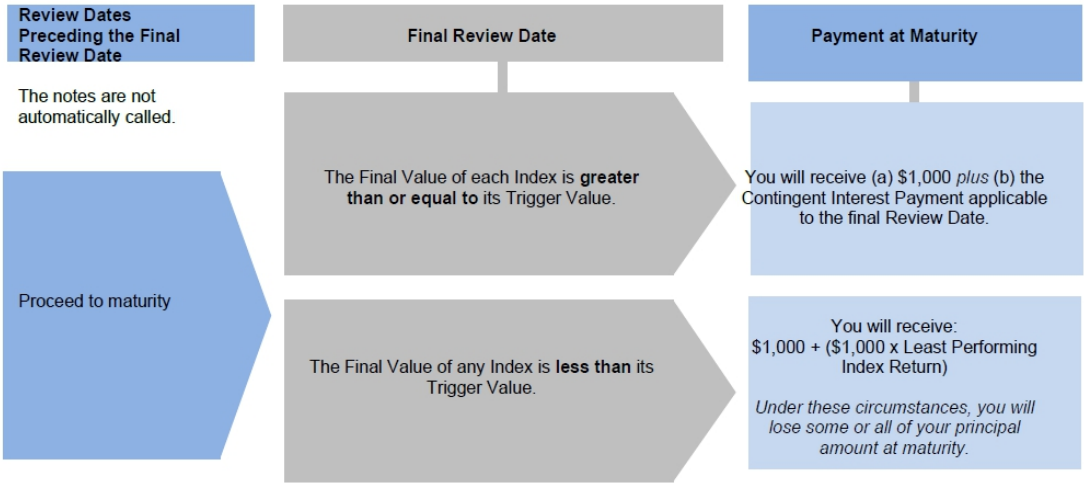 Review Dates
Preceding the Final
Review Date
Final Review Date
Payment at Maturity
The notes are not
automatically called.
Proceed to maturity
The Final Value of each Index is greater
than or equal to its Trigger Value.
You will receive (a) $1,000 plus (b) the
Contingent Interest Payment applicable
to the final Review Date.
The Final Value of any Index is less than its
Trigger Value.
You will receive:
$1,000 + ($1,000 x Least Performing
Index Return)
Under these circumstances, you will
lose some or all of your principal
amount at maturity.